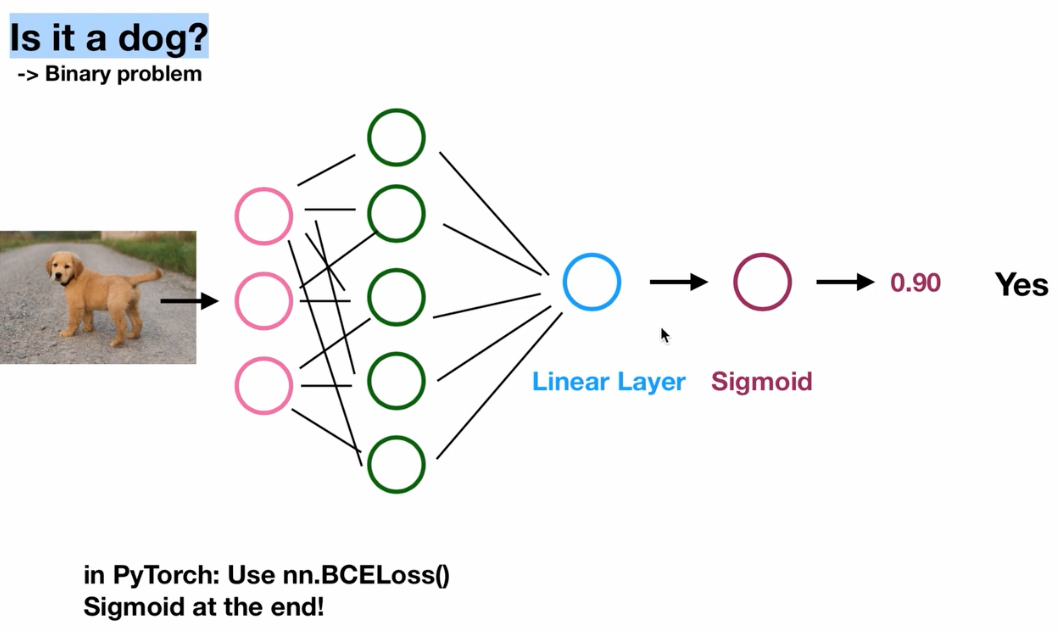 Is it a dog?
-> Binary problem
0.90
Yes
Linear Layer
Sigmoid
in PyTorch: Use nn.BCELoss()
Sigmoid at the end!